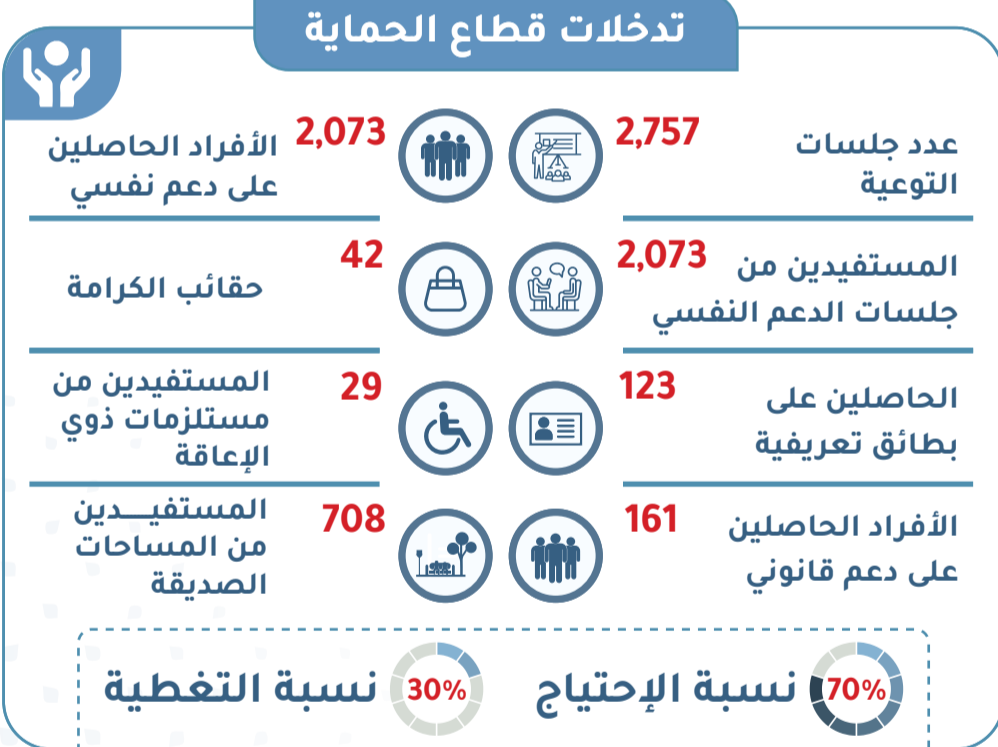 تدخلات قطاع الحماية
2,757
عدد جلسات
التوعية
2,073
الأفراد الحاصلين
على دعم نفسي
2,073
المستفيدين من
جلسات الدعم النفسي
42
حقائب الكرامة
123
الحاصلين على
بطائق تعريفية
29
المستفيدين من
مستلزمات ذوي
الإعاقة
161
الأفراد الحاصلين
على دعم قانوني
708
المستفيـــدين
من المساحات
الصديقة
70%
نسبة الإحتياج
30%
نسبة التغطية